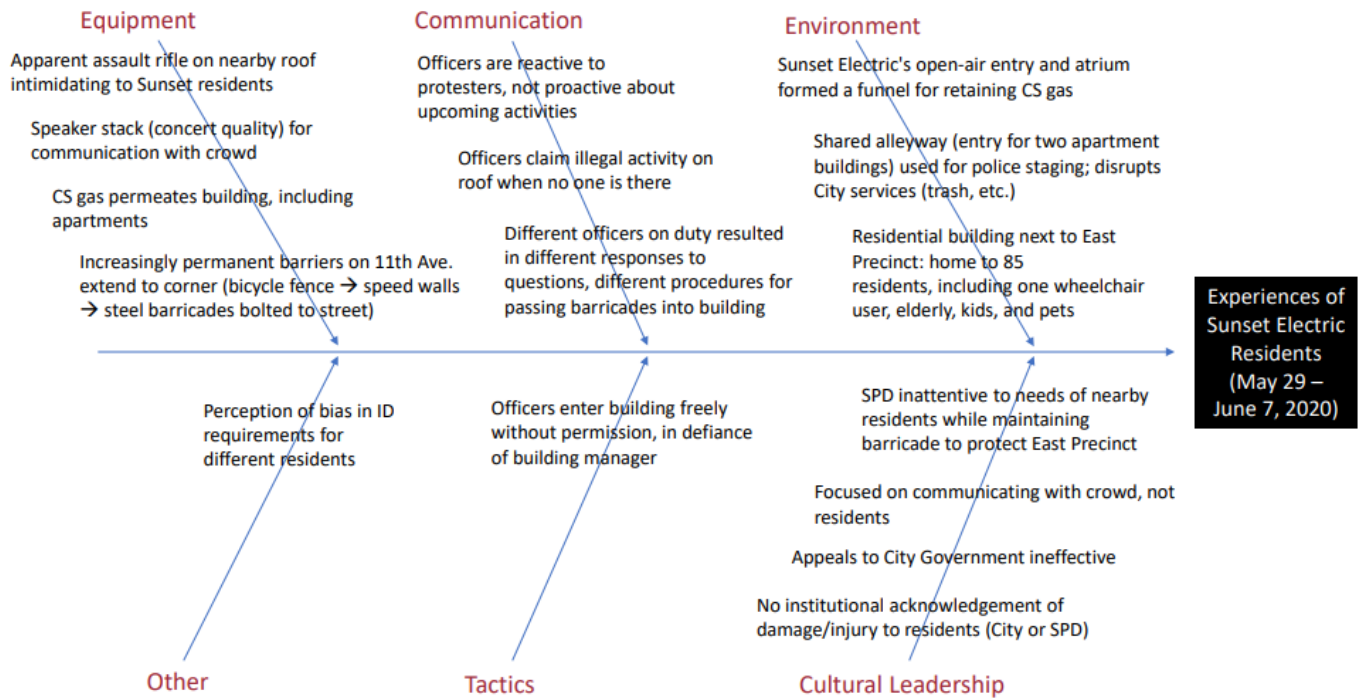 Equipment
Apparent assault rifle on nearby roof
intimidating to Sunset residents
Speaker stack (concert quality) for
communication with crowd
CS gas permeates building, including
apartments
Increasingly permanent barriers on 11th Ave.
extend to corner (bicycle fence → speed walls
→ steel barricades bolted to street)
Communication
Officers are reactive to
protesters, not proactive about
upcoming activities
Officers claim illegal activity on
roof when no one is there
Different officers on duty resulted
in different responses to
questions, different procedures for
passing barricades into building
Environment
Sunset Electric's open-air entry and atrium
formed a funnel for retaining CS gas
Shared alleyway (entry for two apartment
buildings) used for police staging; disrupts
City services (trash, etc.)
Residential building next to East
Precinct: home to 85
residents, including one wheelchair
user, elderly, kids, and pets
Experiences of
Sunset Electric
Residents
(May 29 –
June 7, 2020)
Perception of bias in ID
requirements for
different residents
Other
Officers enter building freely
without permission, in defiance
of building manager
Tactics
SPD inattentive to needs of nearby
residents while maintaining
barricade to protect East Precinct
Focused on communicating with crowd, not
residents
Appeals to City Government ineffective
No institutional acknowledgement of
damage/injury to residents (City or SPD)
Cultural Leadership